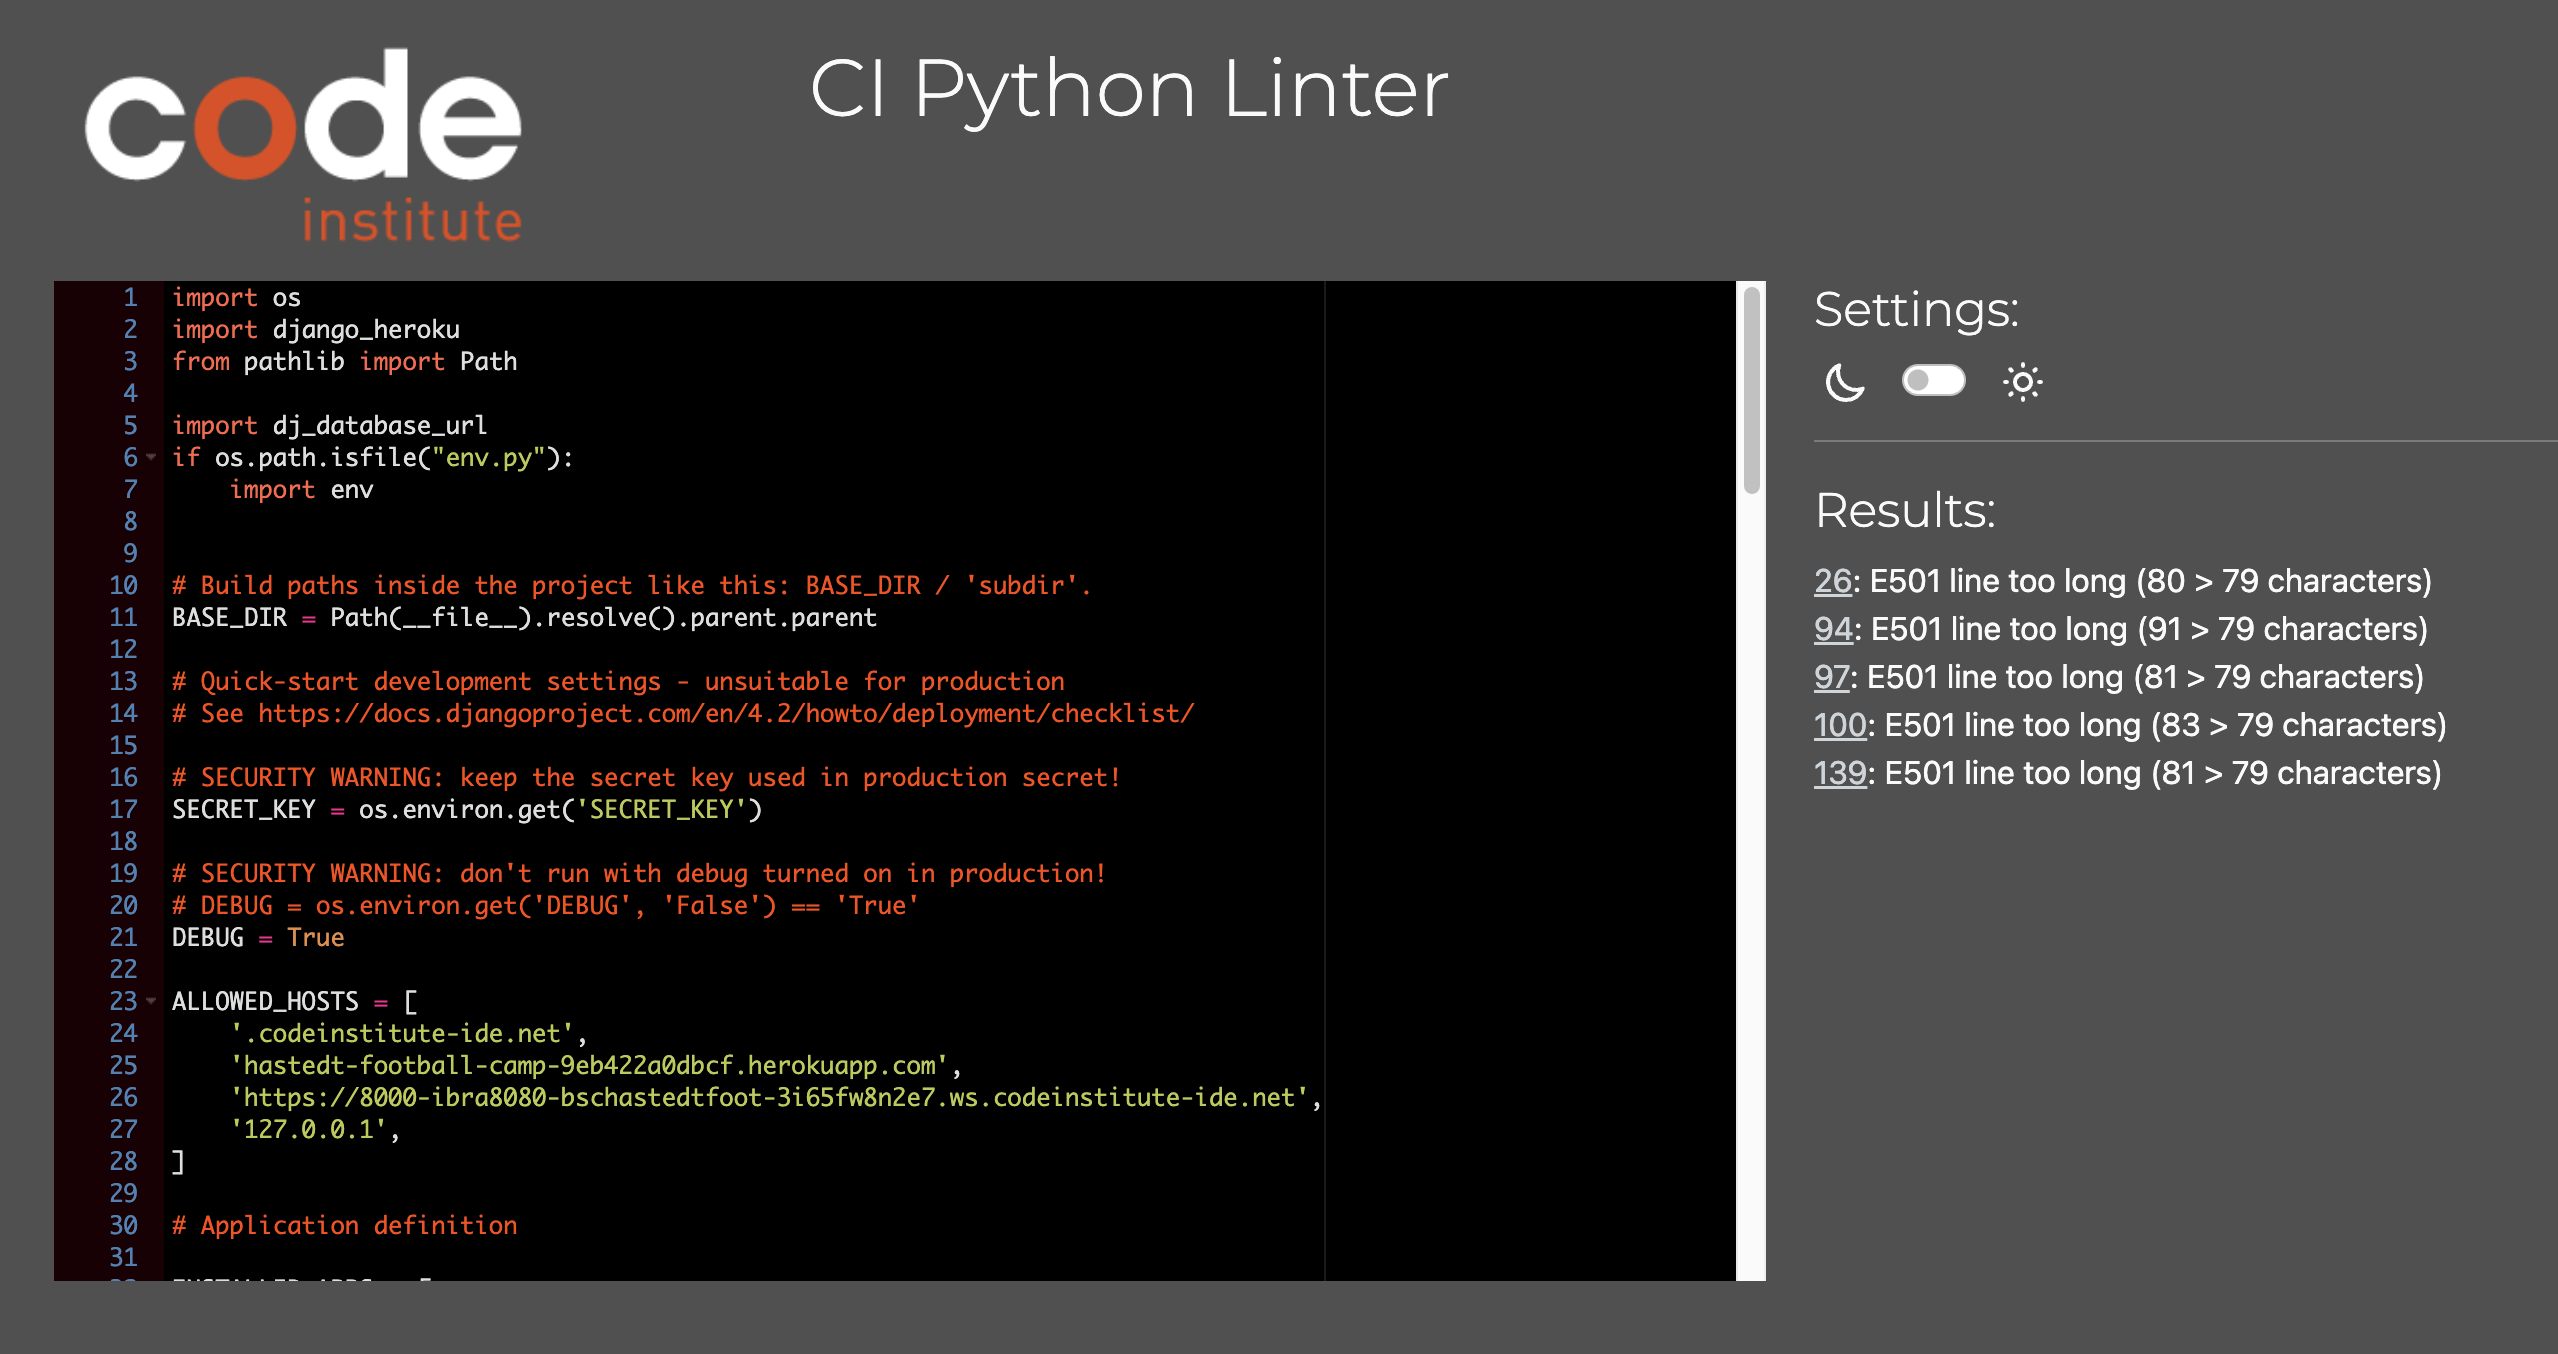 code
institute
CI Python Linter
1 import os
2 import django_heroku
3 from pathlib import Path
4
5 import dj_database_url
6 if os.path.isfile("env.py"):
7     import env
8
9
10 # Build paths inside the project like this: BASE_DIR / 'subdir'.
11 BASE_DIR = Path(__file__).resolve().parent.parent
12
13 # Quick-start development settings - unsuitable for production
14 # See https://docs.djangoproject.com/en/4.2/howto/deployment/checklist/
15
16 # SECURITY WARNING: keep the secret key used in production secret!
17 SECRET_KEY = os.environ.get('SECRET_KEY')
18
19 # SECURITY WARNING: don't run with debug turned on in production!
20 # DEBUG = os.environ.get('DEBUG', 'False') == 'True'
21 DEBUG = True
22
23 ALLOWED_HOSTS = [
24     '.codeinstitute-ide.net',
25     'hastedt-football-camp-9eb422a0dbcf.herokuapp.com',
26     'https://8000-ibra8080-bschastedtfoot-3i65fw8n2e7.ws.codeinstitute-ide.net',
27     '127.0.0.1',
28 ]
29
30 # Application definition
31
Settings:
Results:
26: E501 line too long (80 > 79 characters)
94: E501 line too long (91 > 79 characters)
97: E501 line too long (81 > 79 characters)
100: E501 line too long (83 > 79 characters)
139: E501 line too long (81 > 79 characters)